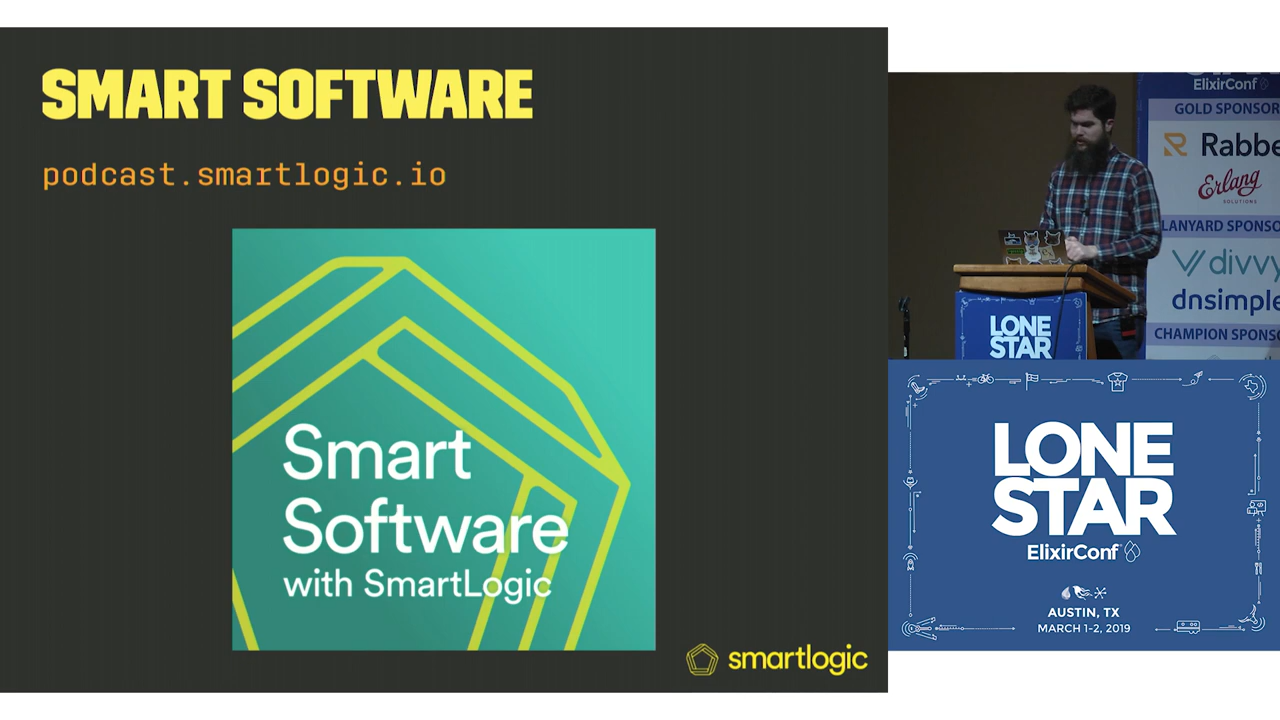 SMART SOFTWARE
podcast.smartlogic.io
Smart
Software
with SmartLogic
smartlogic
ElixirConf
GOLD SPONSOR
Erlang
SOLUTIONS
LANYARD SPONSO
divvy
dnsimple
CHAMPION SPONSO
LONE
STAR
LONE
STAR
ElixirConf
AUSTIN, TX
MARCH 1-2, 2019